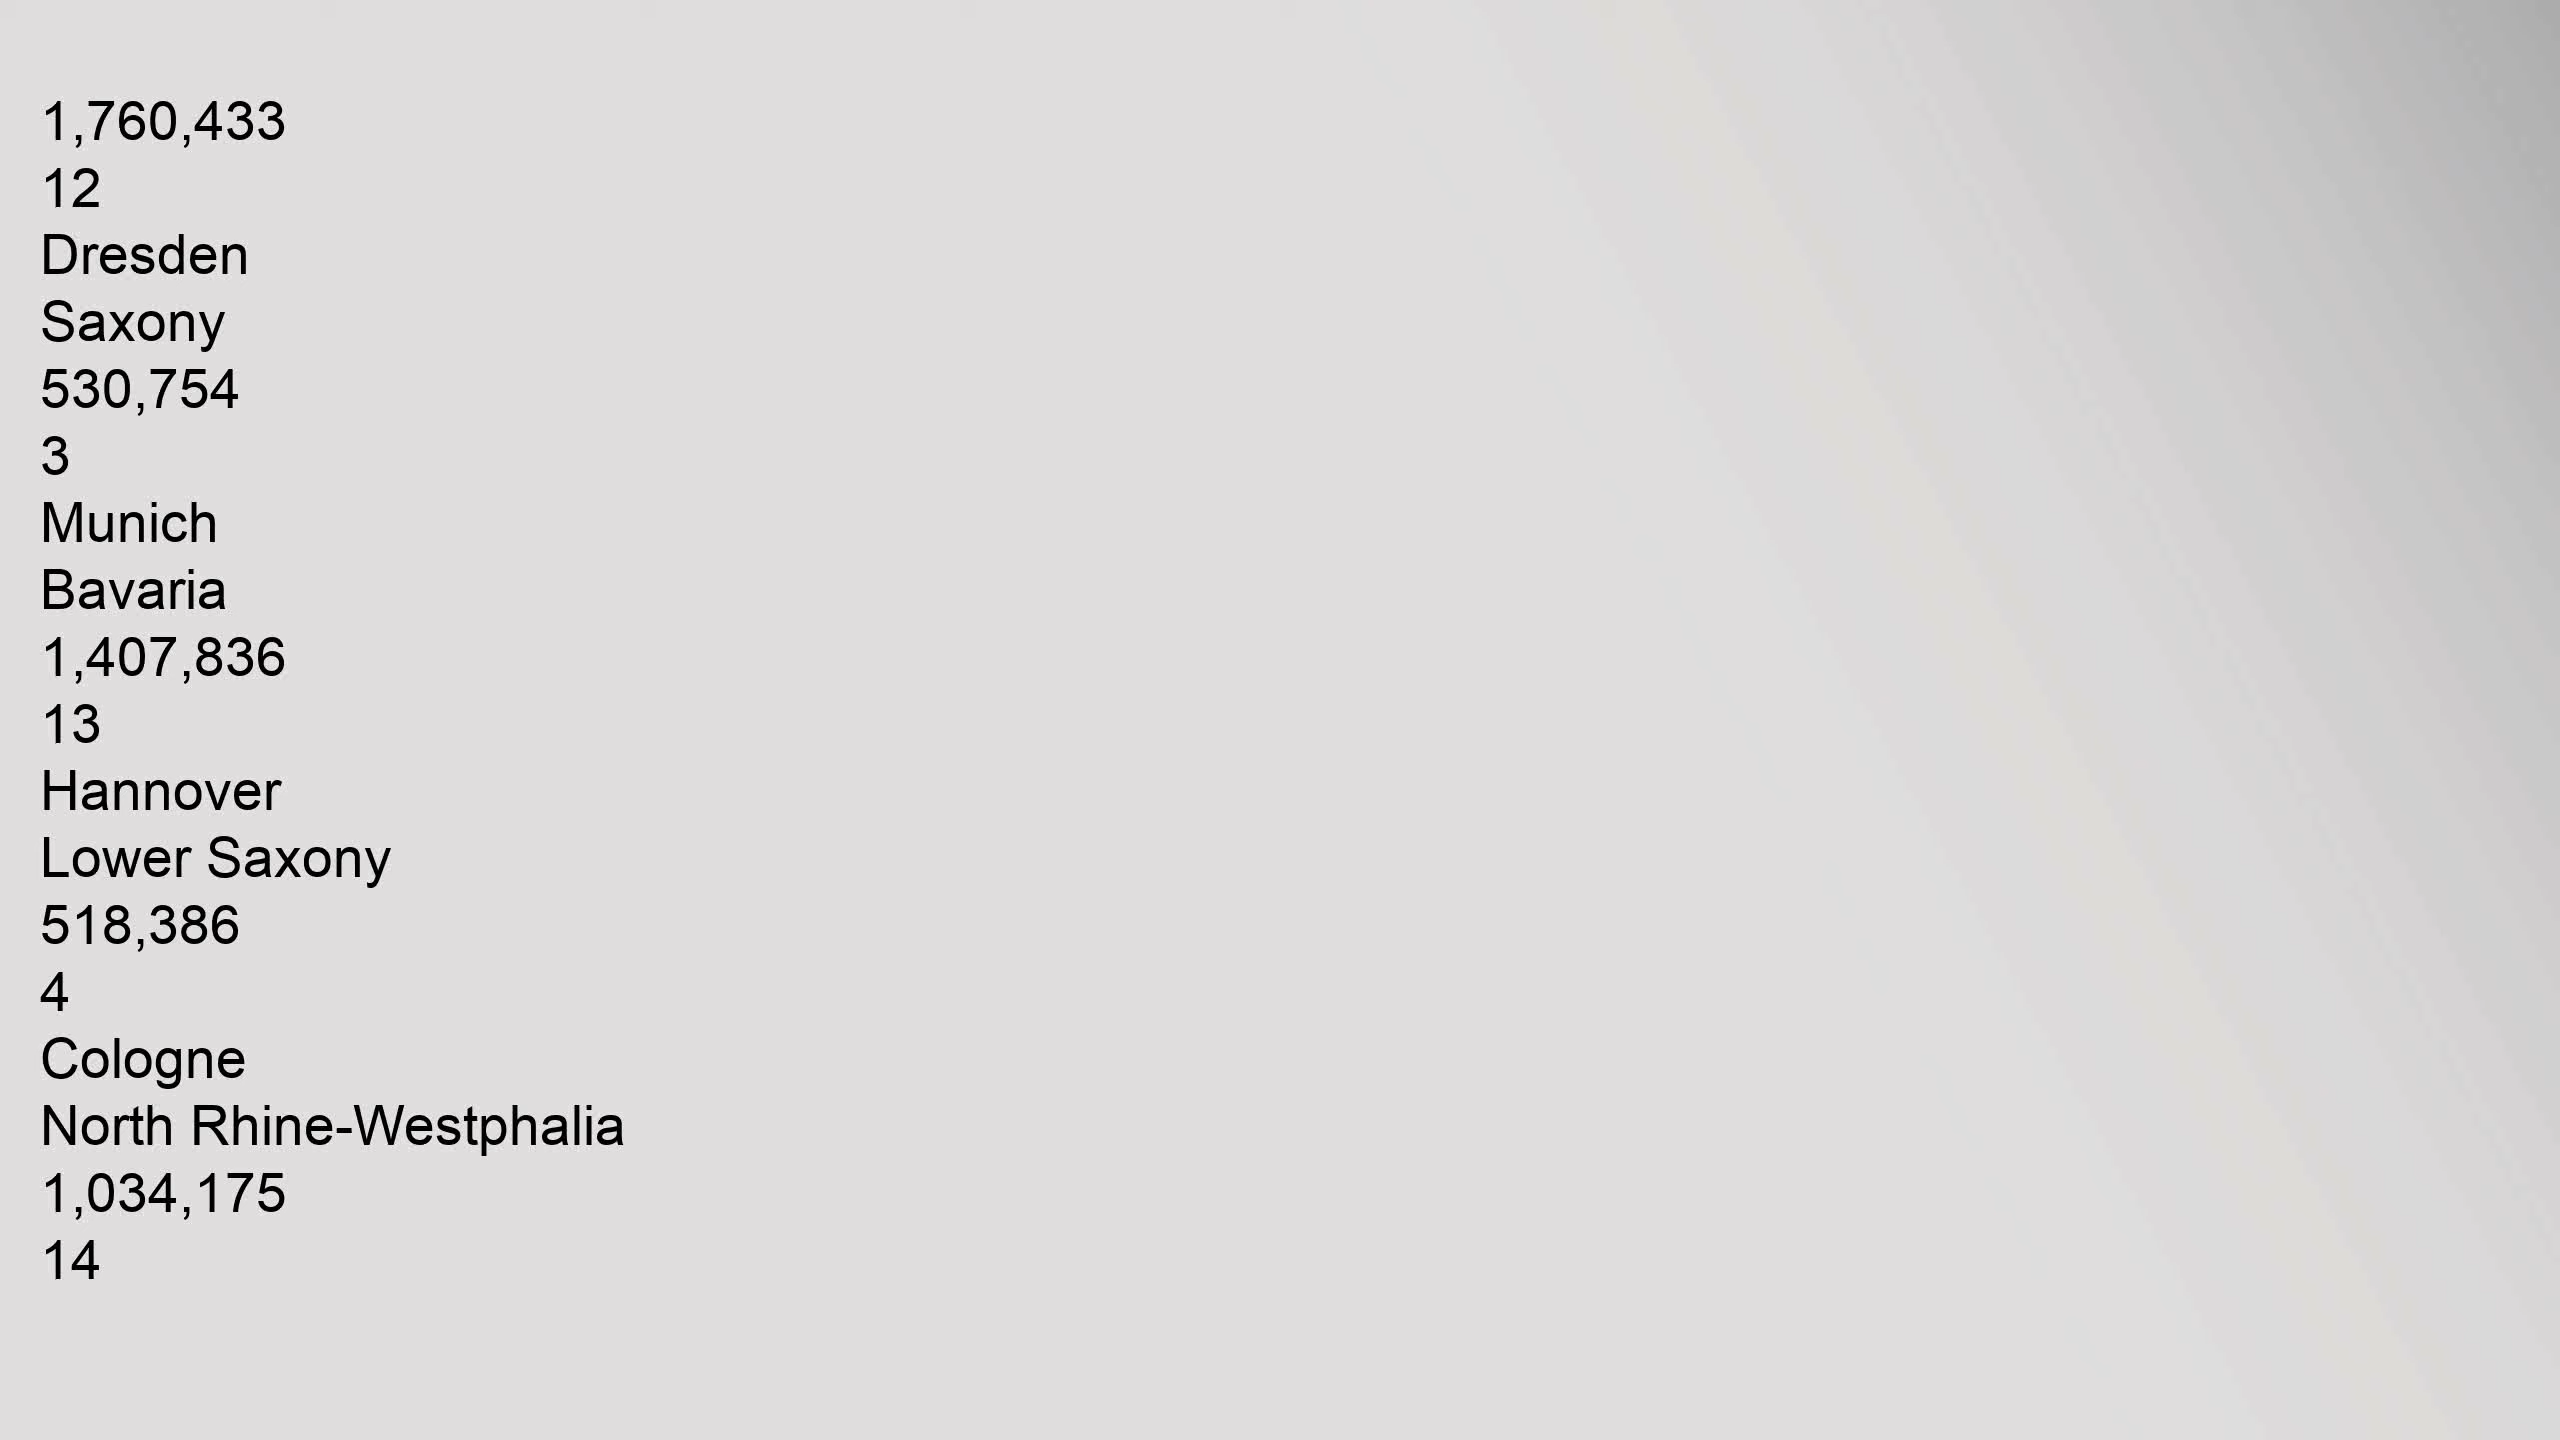 1,760,433
12
Dresden
Saxony
530,754
3
Munich
Bavaria
1,407,836
13
Hannover
Lower Saxony
518,386
4
Cologne
North Rhine-Westphalia
1,034,175
14